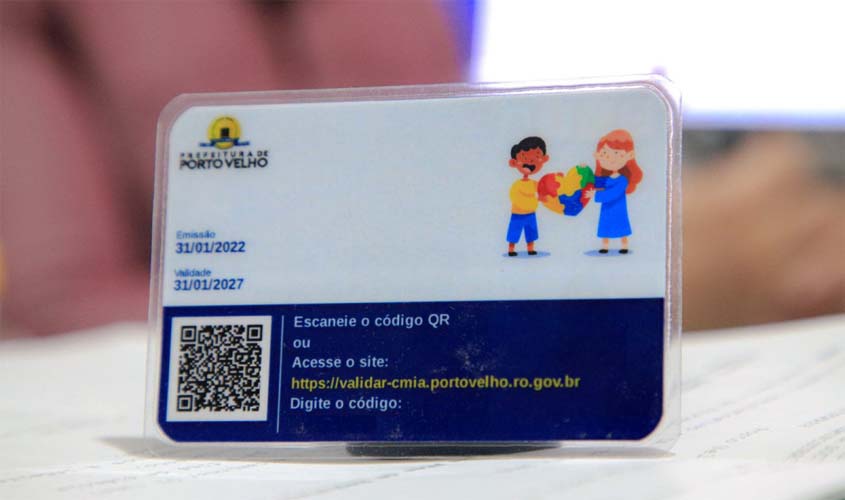 PREFEITURA DE
PORTO VELHO
Emissão
31/01/2022
Validade
31/01/2027
Escaneie o código QR
ou
Acesse o site:
https://validar-cmia.portovelho.ro.gov.br
Digite o código: